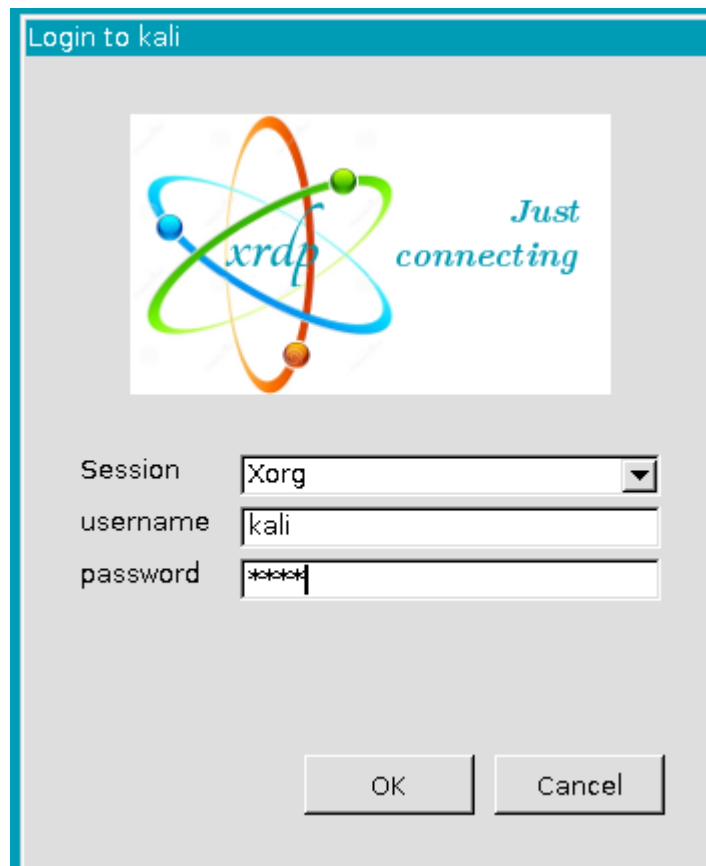 Login to kali
xrdp
Just
connecting
Session
Xorg
username
kali
password
****
OK
Cancel